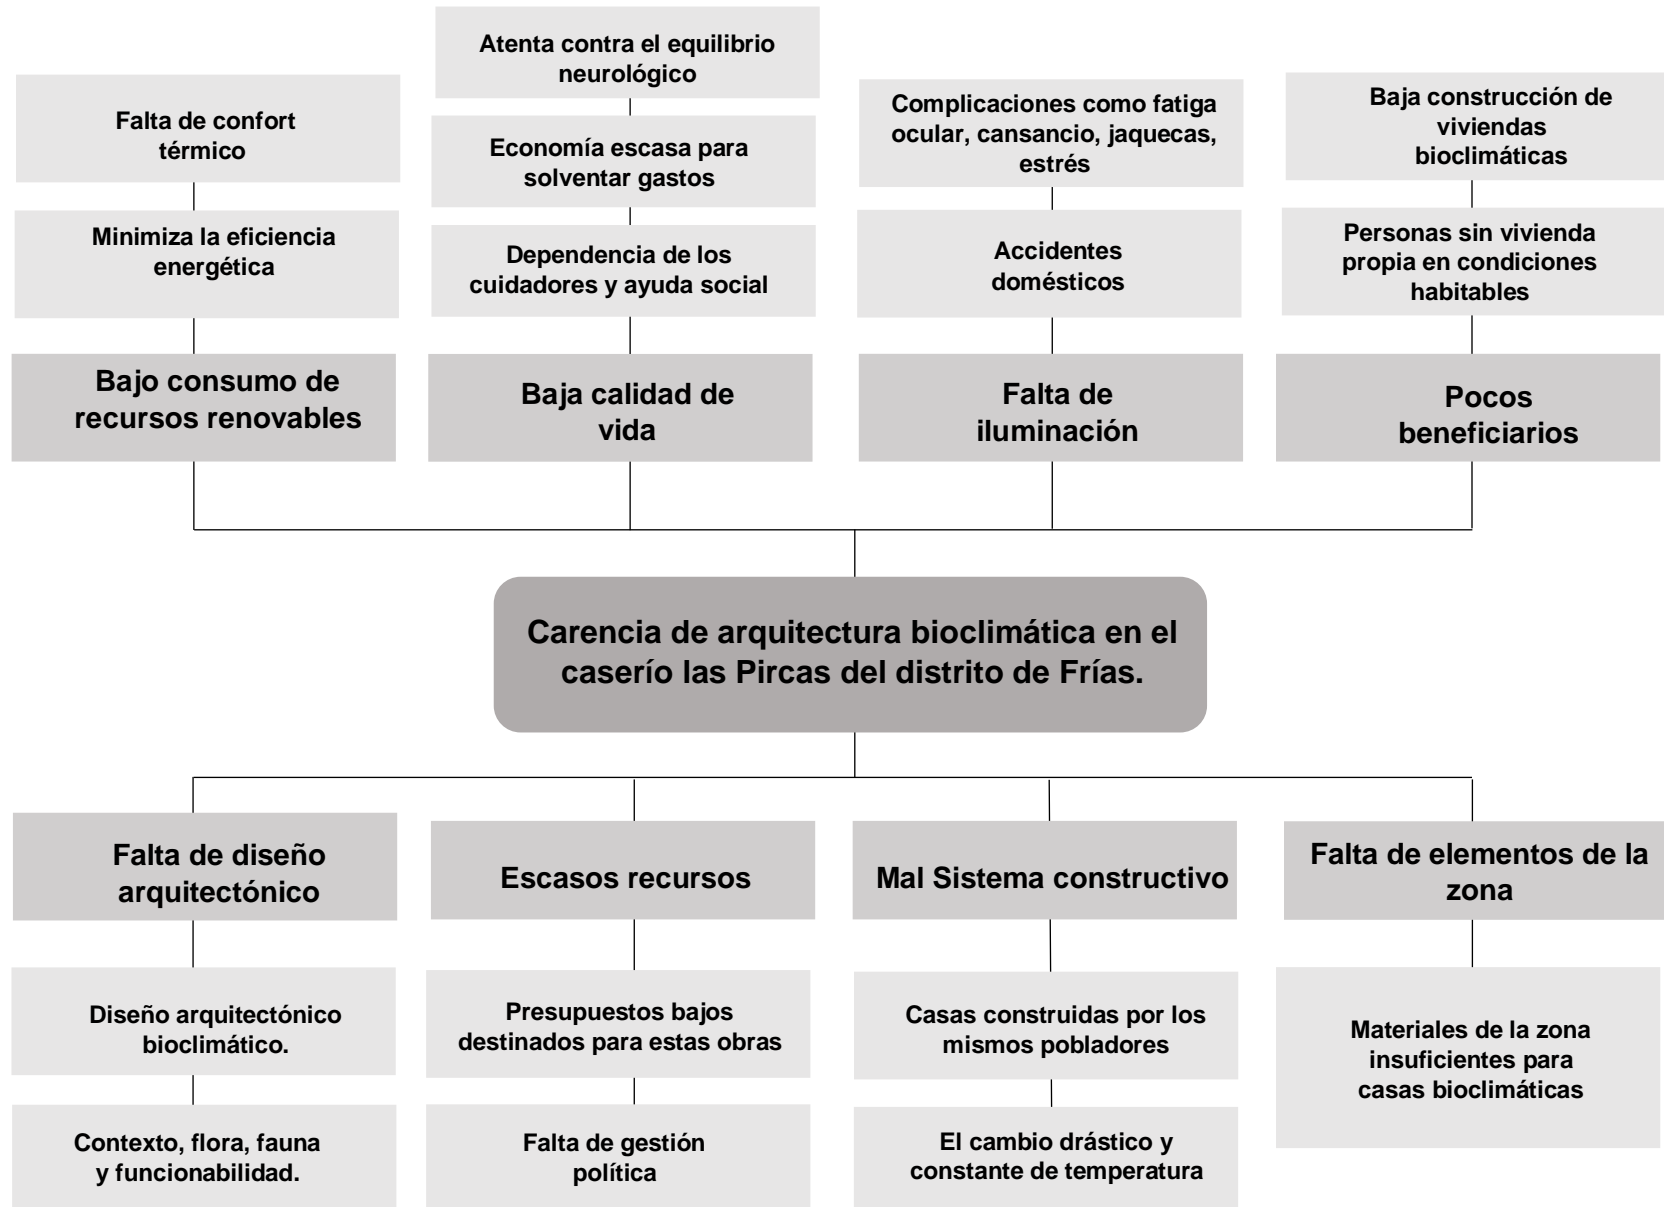 Atenta contra el equilibrio
neurológico
Falta de confort
térmico
Economía escasa para
solventar gastos
Complicaciones como fatiga
ocular, cansancio, jaquecas,
estrés
Baja construcción de
viviendas
bioclimáticas
Minimiza la eficiencia
energética
Dependencia de los
cuidadores y ayuda social
Accidentes
domésticos
Personas sin vivienda
propia en condiciones
habitables
Bajo consumo de
recursos renovables
Baja calidad de
vida
Falta de
iluminación
Pocos
beneficiarios
Carencia de arquitectura bioclimática en el
caserío las Pircas del distrito de Frías.
Falta de diseño
arquitectónico
Escasos recursos
Mal Sistema constructivo
Falta de elementos de la
zona
Diseño arquitectónico
bioclimático.
Presupuestos bajos
destinados para estas obras
Casas construidas por los
mismos pobladores
Materiales de la zona
insuficientes para
casas bioclimáticas
Contexto, flora, fauna
y funcionabilidad.
Falta de gestión
política
El cambio drástico y
constante de temperatura